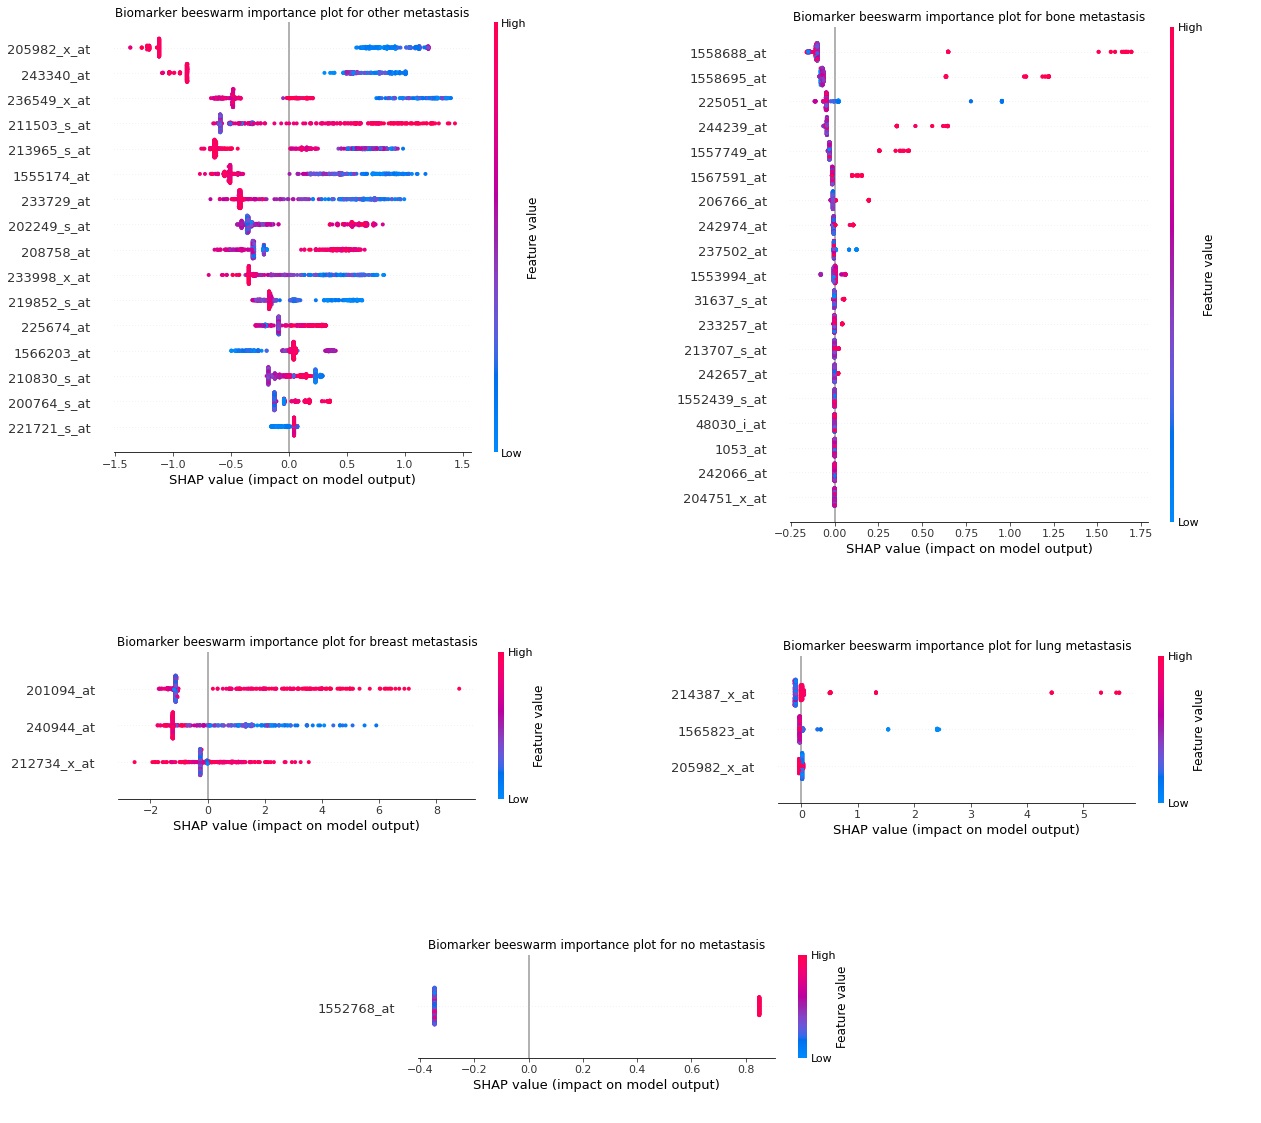 Biomarker beeswarm importance plot for other metastasis
High
205982_x_at
243340_at
236549_x_at
211503_s_at
213965_s_at
1555174_at
233729_at
202249_s_at
208758_at
233998_x_at
219852_s_at
225674_at
1566203_at
210830_s_at
200764_s_at
221721_s_at
Feature value
Low
−1.5 −1.0 −0.5 0.0 0.5 1.0 1.5
SHAP value (impact on model output)
Biomarker beeswarm importance plot for bone metastasis
High
1558688_at
1558695_at
225051_at
244239_at
1557749_at
1567591_at
206766_at
242974_at
237502_at
1553994_at
31637_s_at
233257_at
213707_s_at
242657_at
1552439_s_at
48030_i_at
1053_at
242066_at
204751_x_at
Feature value
Low
−0.25 0.00 0.25 0.50 0.75 1.00 1.25 1.50 1.75
SHAP value (impact on model output)
Biomarker beeswarm importance plot for breast metastasis
High
201094_at
240944_at
212734_x_at
Feature value
Low
−2 0 2 4 6 8
SHAP value (impact on model output)
Biomarker beeswarm importance plot for lung metastasis
High
214387_x_at
1565823_at
205982_x_at
Feature value
Low
0 1 2 3 4 5
SHAP value (impact on model output)
Biomarker beeswarm importance plot for no metastasis
High
1552768_at
Feature value
Low
−0.4 −0.2 0.0 0.2 0.4 0.6 0.8
SHAP value (impact on model output)